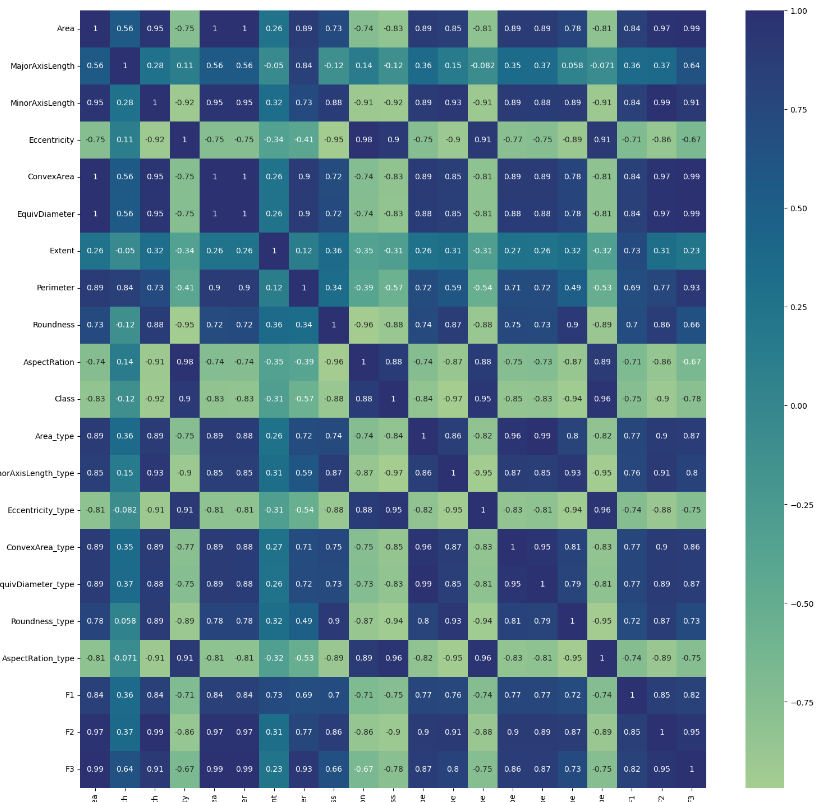 Area 1 0.56 0.95 -0.75 1 1 0.26 0.89 0.73 -0.74 -0.83 0.89 0.85 -0.81 0.89 0.89 0.78 -0.81 0.84 0.97 0.99 1.00
MajorAxisLength 0.56 1 0.28 0.11 0.56 0.56 -0.05 0.84 -0.12 0.14 -0.12 0.36 0.15 -0.082 0.35 0.37 0.058 -0.071 0.36 0.37 0.64
MinorAxisLength 0.95 0.28 1 -0.92 0.95 0.95 0.32 0.73 0.88 -0.91 -0.92 0.89 0.93 -0.91 0.89 0.88 0.89 -0.91 0.84 0.99 0.91 0.75
Eccentricity -0.75 0.11 -0.92 1 -0.75 -0.75 -0.34 -0.41 -0.95 0.98 0.9 -0.75 -0.9 0.91 -0.77 -0.75 -0.89 0.91 -0.71 -0.86 -0.67
ConvexArea 1 0.56 0.95 -0.75 1 1 0.26 0.9 0.72 -0.74 -0.83 0.89 0.85 -0.81 0.89 0.89 0.78 -0.81 0.84 0.97 0.99
EquivDiameter 1 0.56 0.95 -0.75 1 1 0.26 0.9 0.72 -0.74 -0.83 0.88 0.85 -0.81 0.88 0.88 0.78 -0.81 0.84 0.97 0.99 0.50
Extent 0.26 -0.05 0.32 -0.34 0.26 0.26 1 0.12 0.36 -0.35 -0.31 0.26 0.31 -0.31 0.27 0.26 0.32 -0.32 0.73 0.31 0.23
Perimeter 0.89 0.84 0.73 -0.41 0.9 0.9 0.12 1 0.34 -0.39 -0.57 0.72 0.59 -0.54 0.71 0.72 0.49 -0.53 0.69 0.77 0.93 0.25
Roundness 0.73 -0.12 0.88 -0.95 0.72 0.72 0.36 0.34 1 -0.96 -0.88 0.74 0.87 -0.88 0.75 0.73 0.9 -0.89 0.7 0.86 0.66
AspectRation -0.74 0.14 -0.91 0.98 -0.74 -0.74 -0.35 -0.39 -0.96 1 0.88 -0.74 -0.87 0.88 -0.75 -0.73 -0.87 0.89 -0.71 -0.86 -0.67
Class -0.83 -0.12 -0.92 0.9 -0.83 -0.83 -0.31 -0.57 -0.88 0.88 1 -0.84 -0.97 0.95 -0.85 -0.83 -0.94 0.96 -0.75 -0.9 -0.78 0.00
Area_type 0.89 0.36 0.89 -0.75 0.89 0.88 0.26 0.72 0.74 -0.74 -0.84 1 0.86 -0.82 0.96 0.99 0.8 -0.82 0.77 0.9 0.87
norAxisLength_type 0.85 0.15 0.93 -0.9 0.85 0.85 0.31 0.59 0.87 -0.87 -0.97 0.86 1 -0.95 0.87 0.85 0.93 -0.95 0.76 0.91 0.8
Eccentricity_type -0.81 -0.082 -0.91 0.91 -0.81 -0.81 -0.31 -0.54 -0.88 0.88 0.95 -0.82 -0.95 1 -0.83 -0.81 -0.94 0.96 -0.74 -0.88 -0.75 −0.25
ConvexArea_type 0.89 0.35 0.89 -0.77 0.89 0.88 0.27 0.71 0.75 -0.75 -0.85 0.96 0.87 -0.83 1 0.95 0.81 -0.83 0.77 0.9 0.86
quivDiameter_type 0.89 0.37 0.88 -0.75 0.89 0.88 0.26 0.72 0.73 -0.73 -0.83 0.99 0.85 -0.81 0.95 1 0.79 -0.81 0.77 0.89 0.87
Roundness_type 0.78 0.058 0.89 -0.89 0.78 0.78 0.32 0.49 0.9 -0.87 -0.94 0.8 0.93 -0.94 0.81 0.79 1 -0.95 0.72 0.87 0.73 −0.50
AspectRation_type -0.81 -0.071 -0.91 0.91 -0.81 -0.81 -0.32 -0.53 -0.89 0.89 0.96 -0.82 -0.95 0.96 -0.83 -0.81 -0.95 1 -0.74 -0.89 -0.75
F1 0.84 0.36 0.84 -0.71 0.84 0.84 0.73 0.69 0.7 -0.71 -0.75 0.77 0.76 -0.74 0.77 0.77 0.72 -0.74 1 0.85 0.82 −0.75
F2 0.97 0.37 0.99 -0.86 0.97 0.97 0.31 0.77 0.86 -0.86 -0.9 0.9 0.91 -0.88 0.9 0.89 0.87 -0.89 0.85 1 0.95
F3 0.99 0.64 0.91 -0.67 0.99 0.99 0.23 0.93 0.66 -0.67 -0.78 0.87 0.8 -0.75 0.86 0.87 0.73 -0.75 0.82 0.95 1
ea th th ity ea er nt er ss on ss pe pe pe pe pe pe pe F1 F2 F3